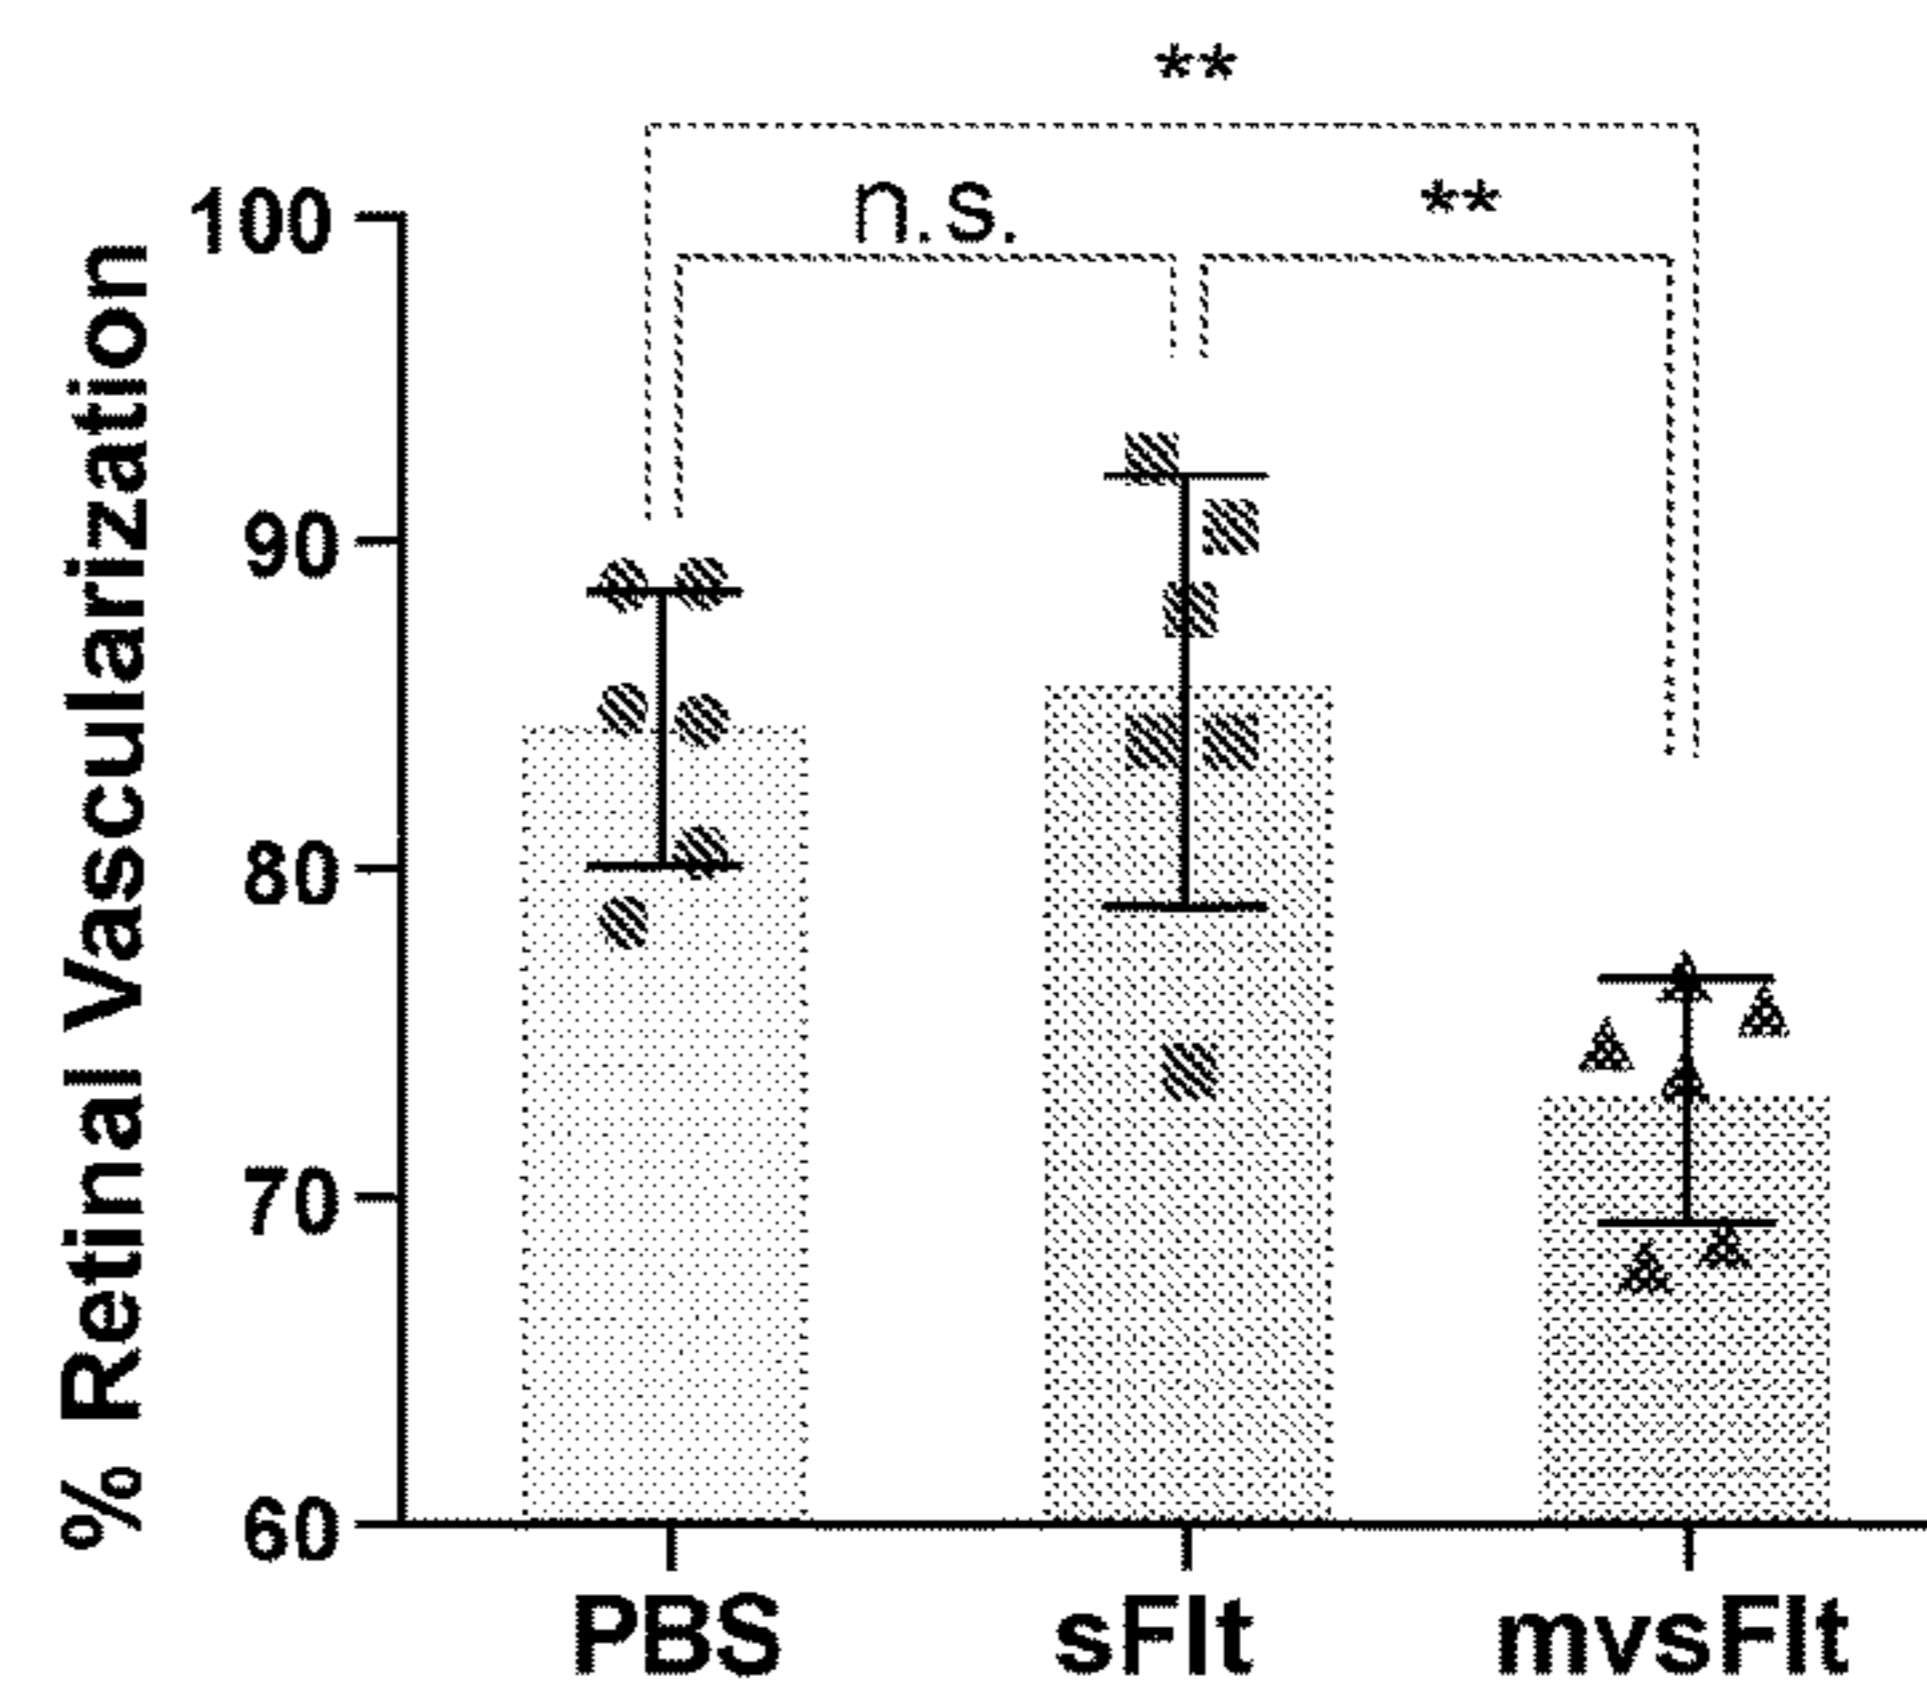 **
n.s.
**
% Retinal Vascularization
100
90
80
70
60
PBS
sFlt
mvsFlt